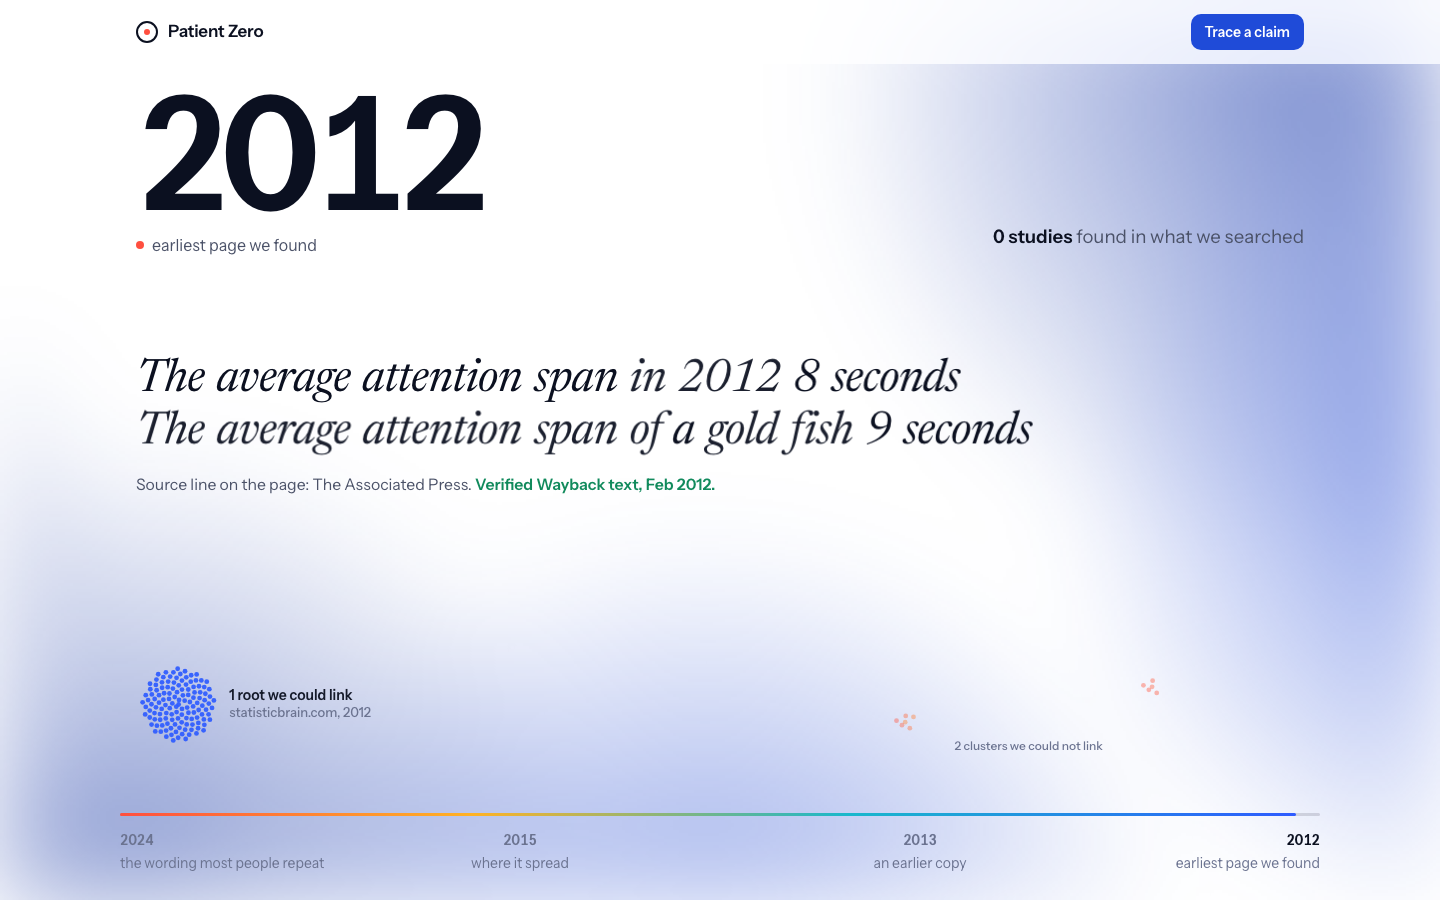 Patient Zero
Trace a claim
2012
earliest page we found
0 studies found in what we searched
The average attention span in 2012 8 seconds
The average attention span of a gold fish 9 seconds
Source line on the page: The Associated Press. Verified Wayback text, Feb 2012.
1 root we could link
statisticbrain.com, 2012
2 clusters we could not link
2024
the wording most people repeat
2015
where it spread
2013
an earlier copy
2012
earliest page we found